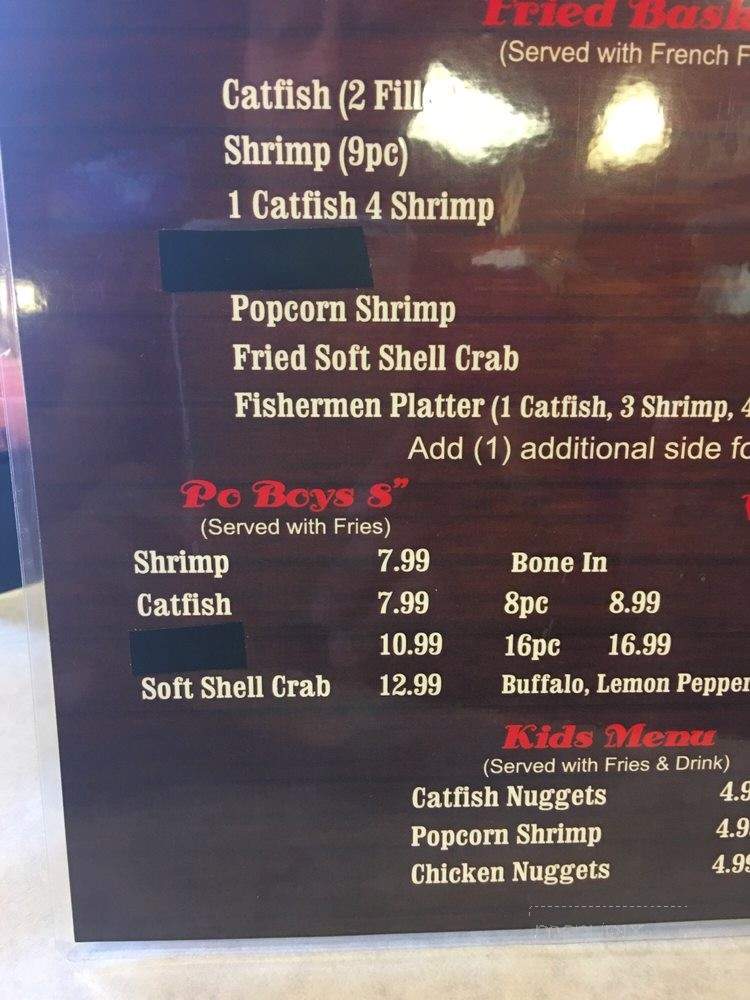 Fried Bask
(Served with French F
Catfish (2 Fill
Shrimp (9pc)
1 Catfish 4 Shrimp
Popcorn Shrimp
Fried Soft Shell Crab
Fishermen Platter (1 Catfish, 3 Shrimp, 4
Add (1) additional side fo
Po Boys 8"
(Served with Fries)
Shrimp 7.99
Catfish 7.99
10.99
Soft Shell Crab 12.99
Bone In
8pc 8.99
16pc 16.99
Buffalo, Lemon Pepper
Kids Menu
(Served with Fries & Drink)
Catfish Nuggets 4.9
Popcorn Shrimp 4.9
Chicken Nuggets 4.99